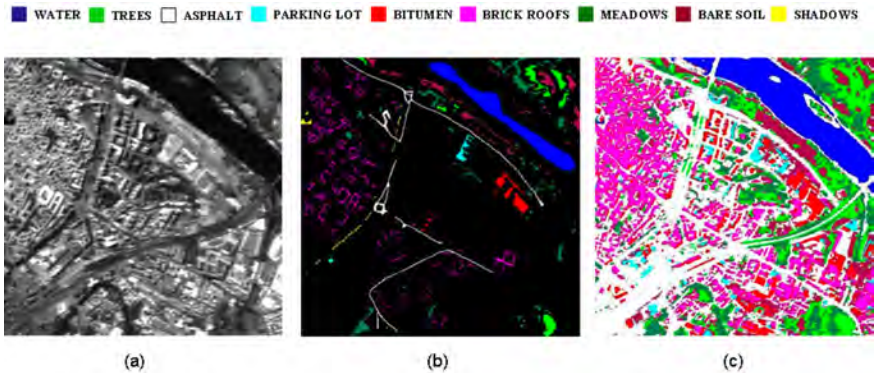 WATER TREES ASPHALT PARKING LOT BITUMEN BRICK ROOFS MEADOWS BARE SOIL SHADOWS
(a) (b) (c)